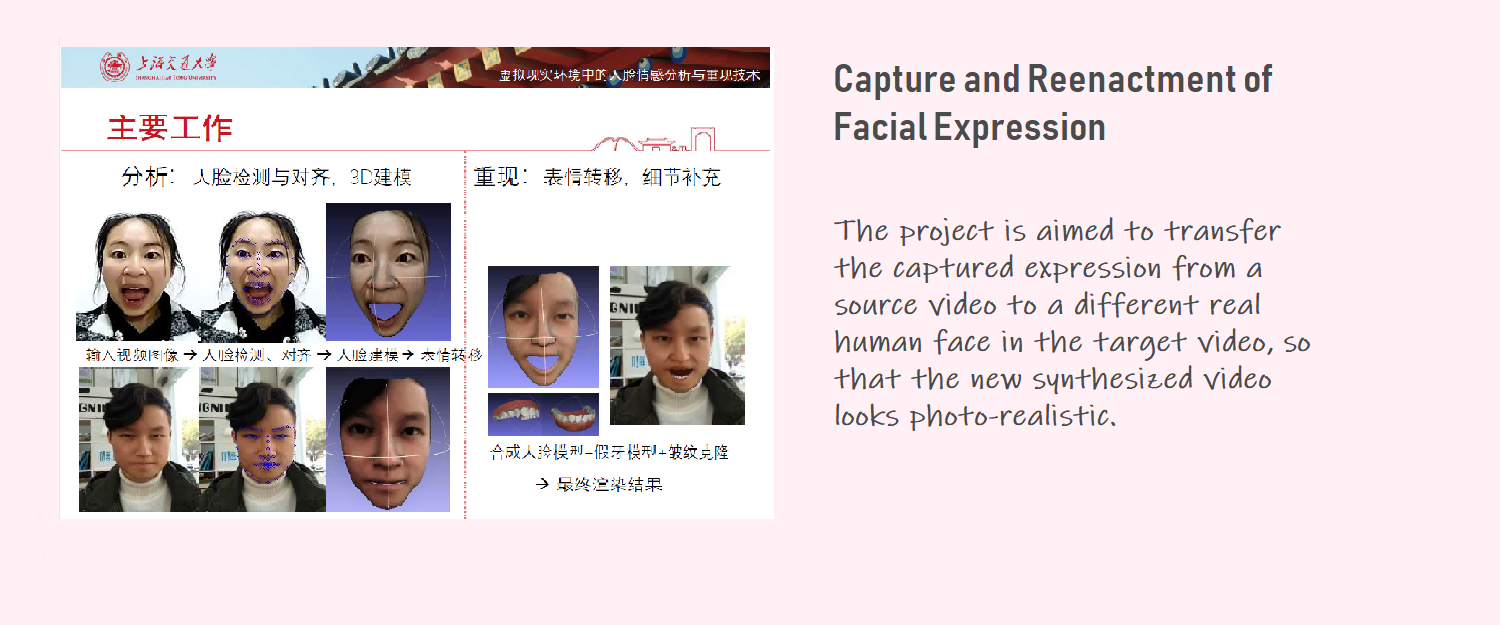 上海交通大学
SHANGHAI JIAO TONG UNIVERSITY
虚拟现实环境中的人脸情感分析与重现技术
主要工作
分析：人脸检测与对齐，3D建模
重现：表情转移，细节补充
输入视频图像 → 人脸检测、对齐 → 人脸建模 → 表情转移
合成人脸模型+假牙模型+皱纹克隆
→ 最终渲染结果
Capture and Reenactment of
Facial Expression
The project is aimed to transfer
the captured expression from a
source video to a different real
human face in the target video, so
that the new synthesized video
looks photo-realistic.